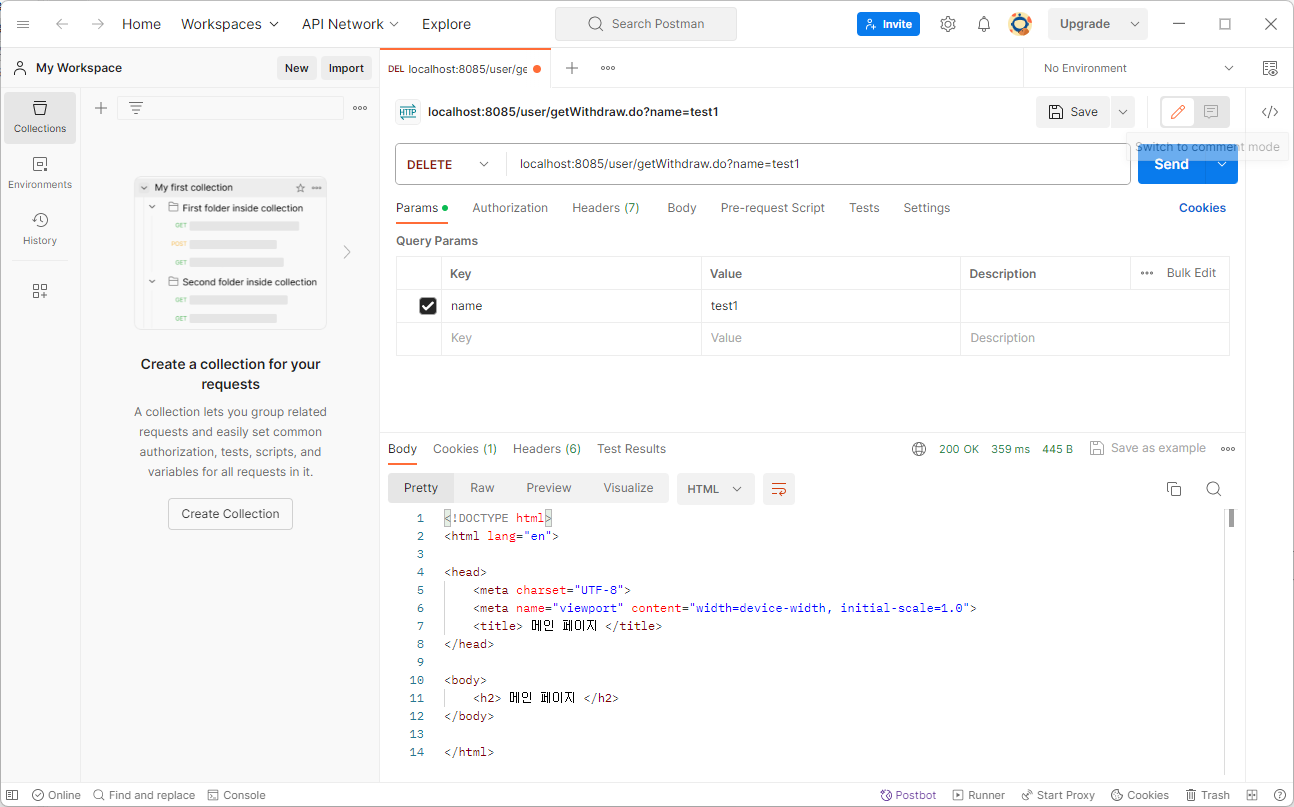 Home Workspaces API Network Explore Search Postman Invite Upgrade
My Workspace New Import DEL localhost:8085/user/ge No Environment
Collections
Environments
History
My first collection
First folder inside collection
GET
POST
GET
Second folder inside collection
GET
GET
Create a collection for your
requests
A collection lets you group related
requests and easily set common
authorization, tests, scripts, and
variables for all requests in it.
Create Collection
HTTP localhost:8085/user/getWithdraw.do?name=test1 Save
Switch to comment mode
DELETE localhost:8085/user/getWithdraw.do?name=test1 Send
Params Authorization Headers (7) Body Pre-request Script Tests Settings Cookies
Query Params
Key Value Description Bulk Edit
name test1
Key Value Description
Body Cookies (1) Headers (6) Test Results 200 OK 359 ms 445 B Save as example
Pretty Raw Preview Visualize HTML
1 <!DOCTYPE html>
2 <html lang="en">
3
4 <head>
5 <meta charset="UTF-8">
6 <meta name="viewport" content="width=device-width, initial-scale=1.0">
7 <title> 메인 페이지 </title>
8 </head>
9
10 <body>
11 <h2> 메인 페이지 </h2>
12 </body>
13
14 </html>
Online Find and replace Console Postbot Runner Start Proxy Cookies Trash